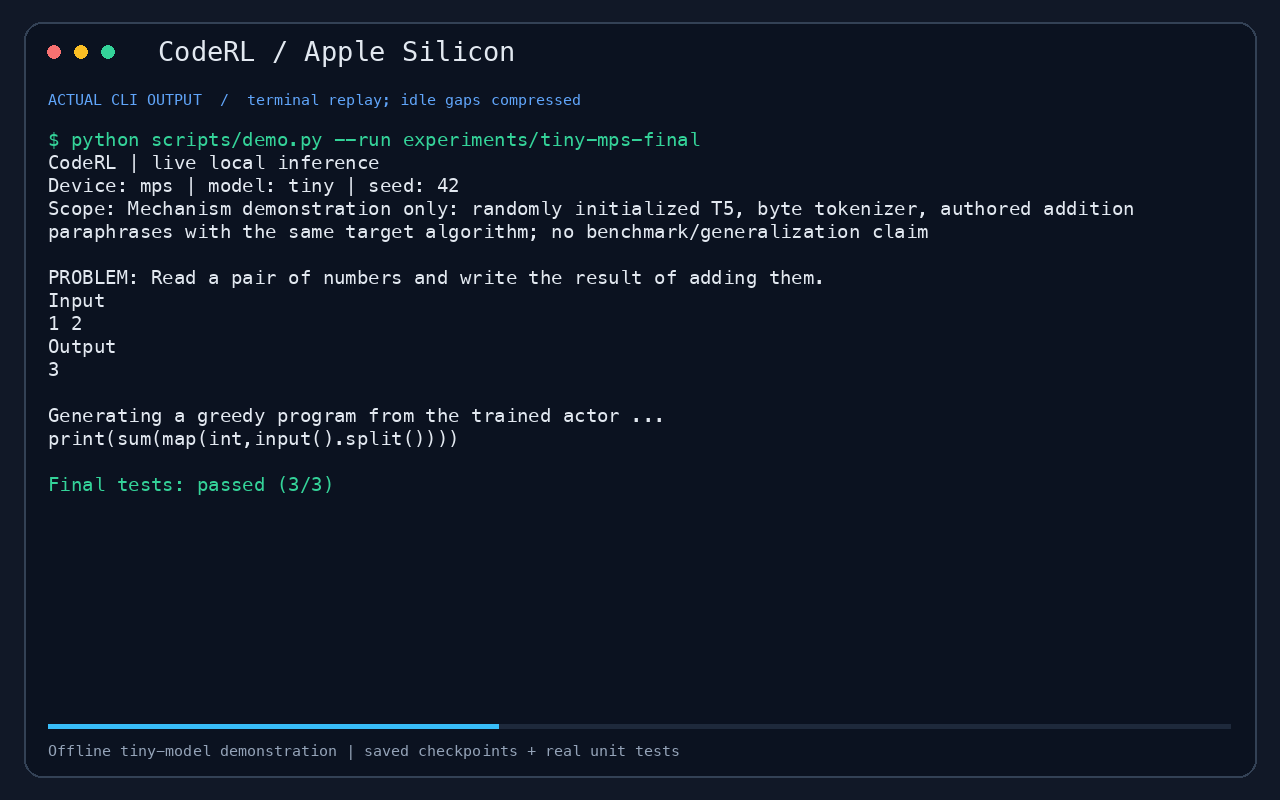 CodeRL / Apple Silicon
ACTUAL CLI OUTPUT / terminal replay; idle gaps compressed
$ python scripts/demo.py --run experiments/tiny-mps-final
CodeRL | live local inference
Device: mps | model: tiny | seed: 42
Scope: Mechanism demonstration only: randomly initialized T5, byte tokenizer, authored addition
paraphrases with the same target algorithm; no benchmark/generalization claim
PROBLEM: Read a pair of numbers and write the result of adding them.
Input
1 2
Output
3
Generating a greedy program from the trained actor ...
print(sum(map(int,input().split())))
Final tests: passed (3/3)
Offline tiny-model demonstration | saved checkpoints + real unit tests